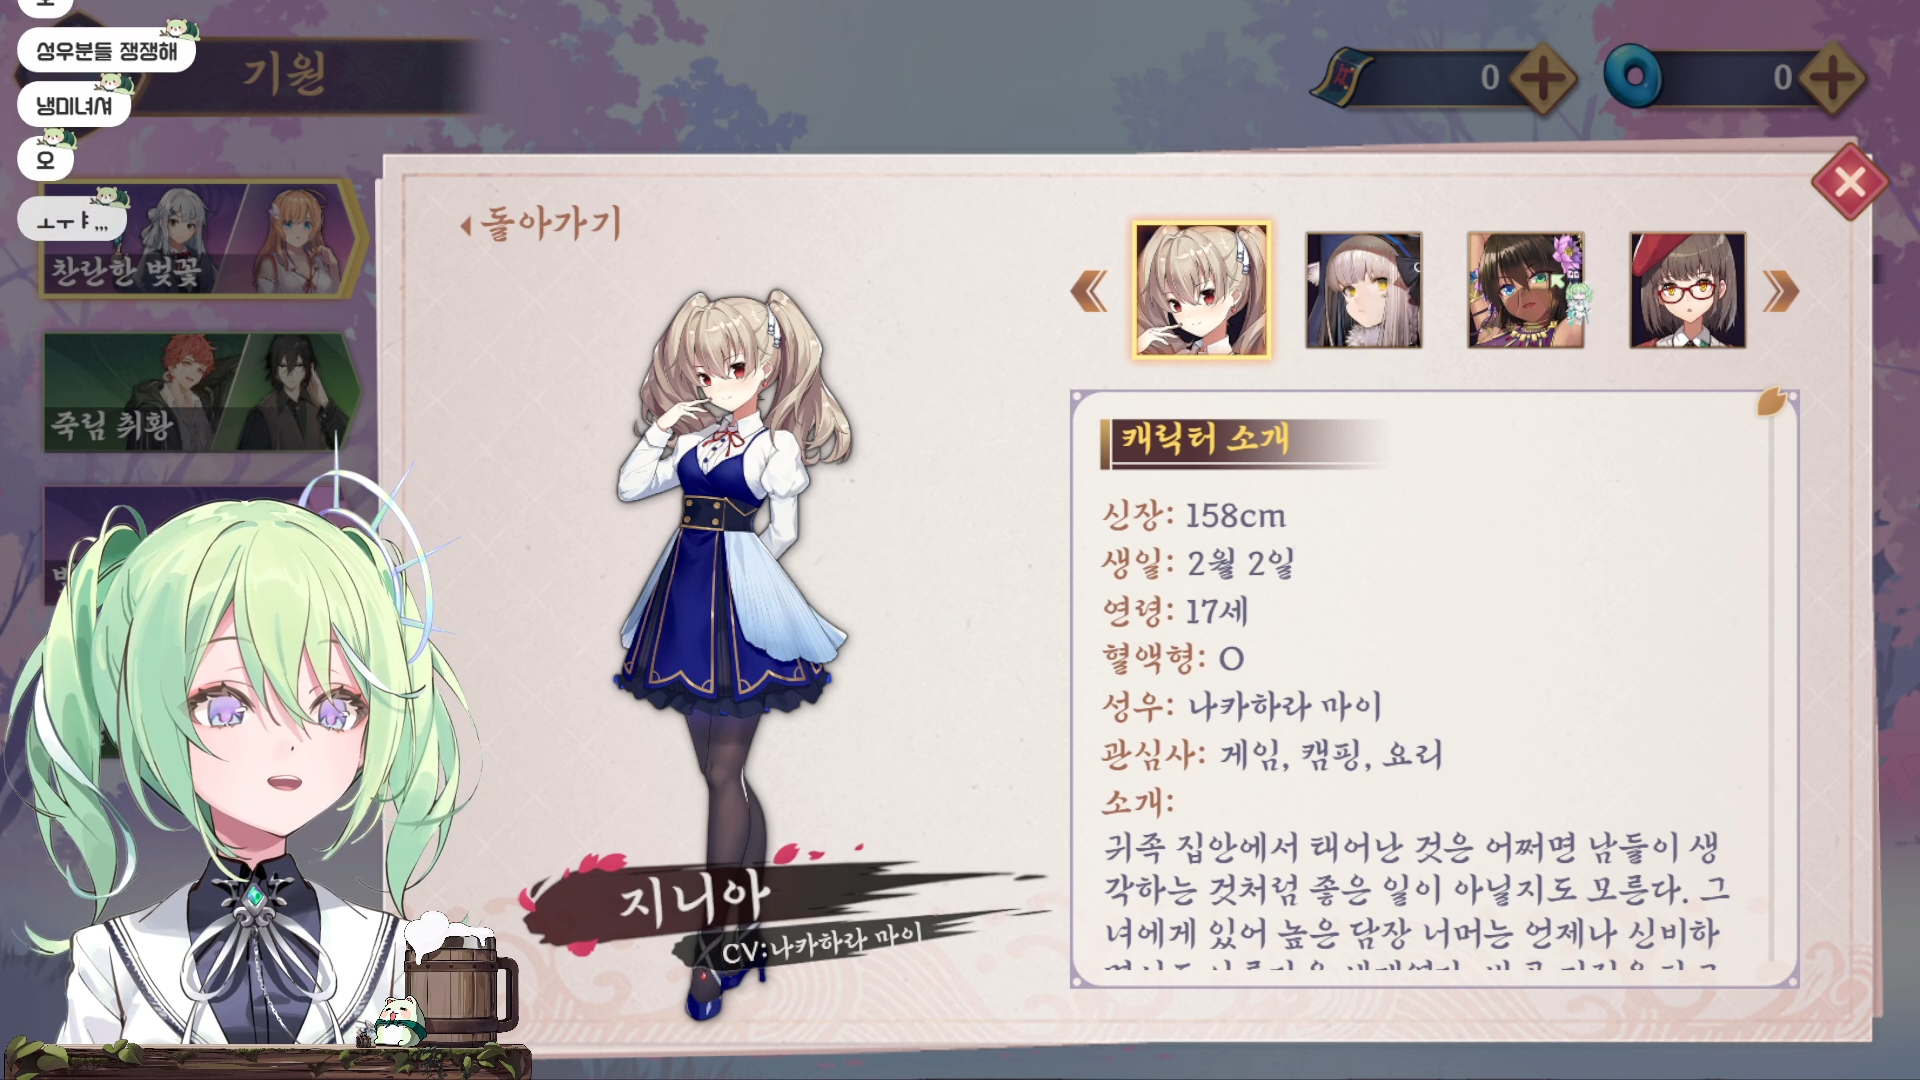 성우분들 쟁쟁해
냉미녀셔
오
ㅗㅜㅑ,,,
기원
0
0
찬란한 벚꽃
죽림 취황
돌아가기
지니아
CV:나카하라 마이
캐릭터 소개
신장: 158cm
생일: 2월 2일
연령: 17세
혈액형: O
성우: 나카하라 마이
관심사: 게임, 캠핑, 요리
소개:
귀족 집안에서 태어난 것은 어쩌면 남들이 생
각하는 것처럼 좋은 일이 아닐지도 모른다. 그
녀에게 있어 높은 담장 너머는 언제나 신비하